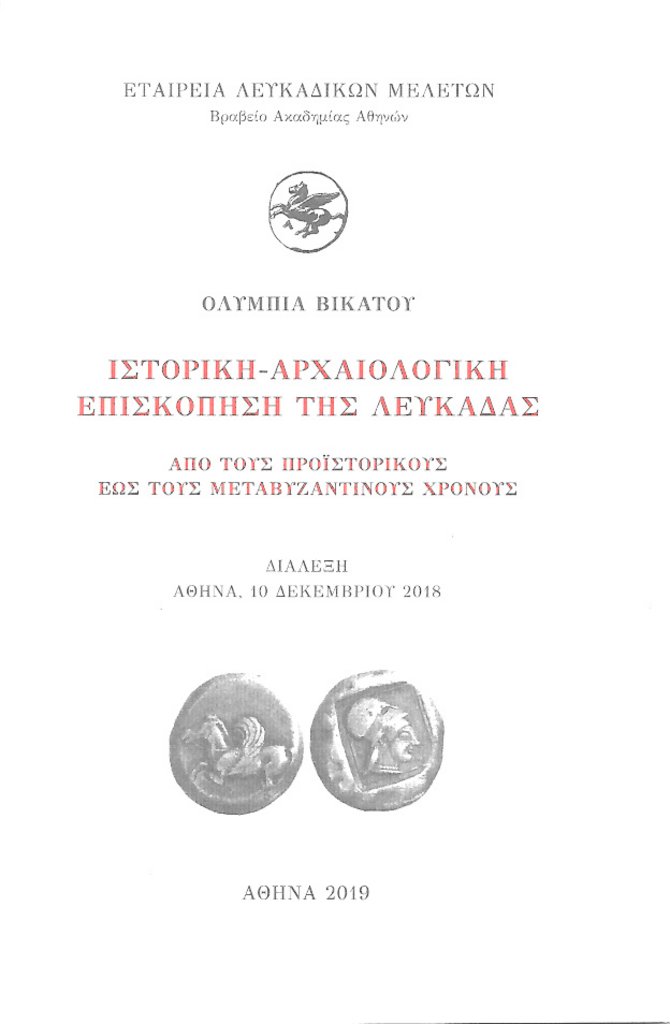 ΕΤΑΙΡΕΙΑ ΛΕΥΚΑΔΙΚΩΝ ΜΕΛΕΤΩΝ
Βραβείο Ακαδημίας Αθηνών
Λ
ΟΛΥΜΠΙΑ ΒΙΚΑΤΟΥ
ΙΣΤΟΡΙΚΗ-ΑΡΧΑΙΟΛΟΓΙΚΗ
ΕΠΙΣΚΟΠΗΣΗ ΤΗΣ ΛΕΥΚΑΔΑΣ
ΑΠΟ ΤΟΥΣ ΠΡΟΪΣΤΟΡΙΚΟΥΣ
ΕΩΣ ΤΟΥΣ ΜΕΤΑΒΥΖΑΝΤΙΝΟΥΣ ΧΡΟΝΟΥΣ
ΔΙΑΛΕΞΗ
ΑΘΗΝΑ, 10 ΔΕΚΕΜΒΡΙΟΥ 2018
ΑΘΗΝΑ 2019